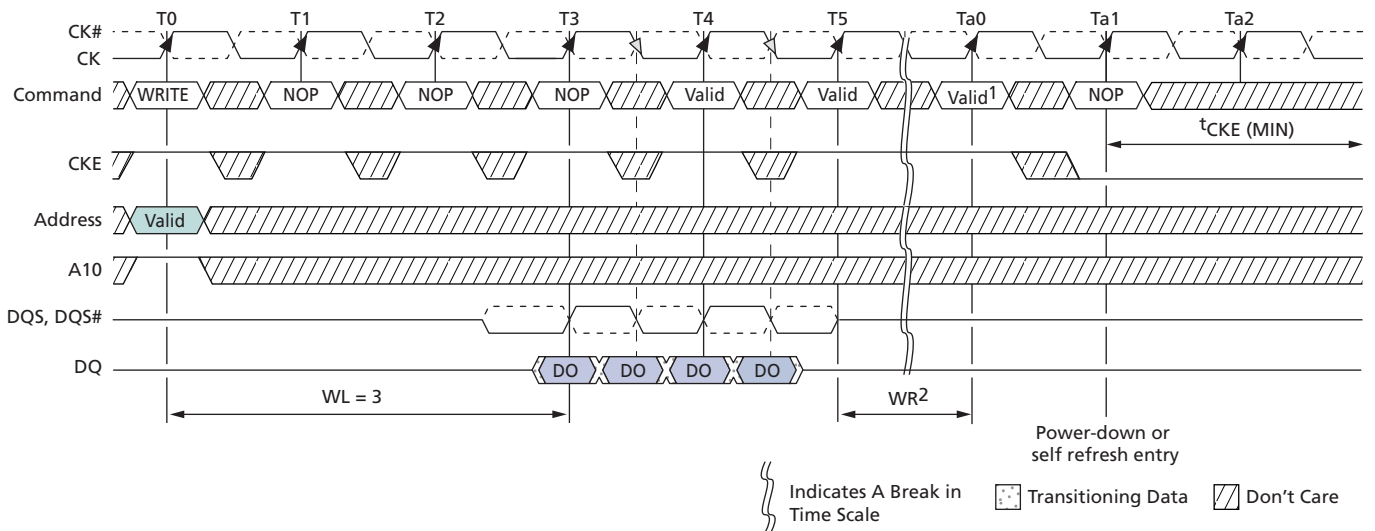 T0 T1 T2 T3 T4 T5 Ta0 Ta1 Ta2
CK#
CK
Command WRITE NOP NOP NOP Valid Valid Valid1 NOP
tCKE (MIN)
CKE
Address Valid
A10
DQS, DQS#
DQ DO DO DO DO
WL = 3 WR2
Power-down or
self refresh entry
Indicates A Break in
Time Scale
Transitioning Data
Don't Care